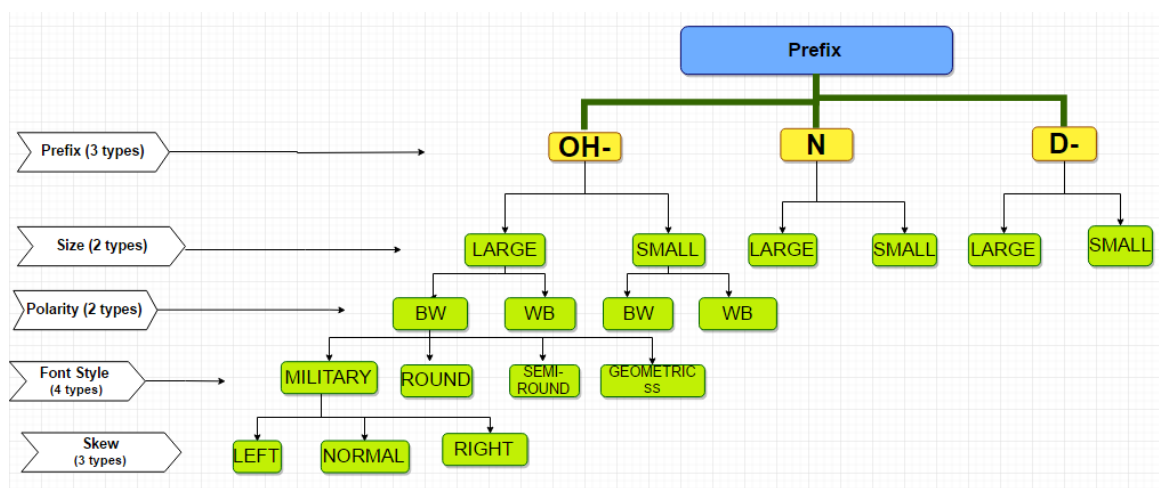 Prefix
Prefix (3 types)
OH-
N
D-
Size (2 types)
LARGE
SMALL
LARGE
SMALL
LARGE
SMALL
Polarity (2 types)
BW
WB
BW
WB
Font Style
(4 types)
MILITARY
ROUND
SEMI-
ROUND
GEOMETRIC
SS
Skew
(3 types)
LEFT
NORMAL
RIGHT